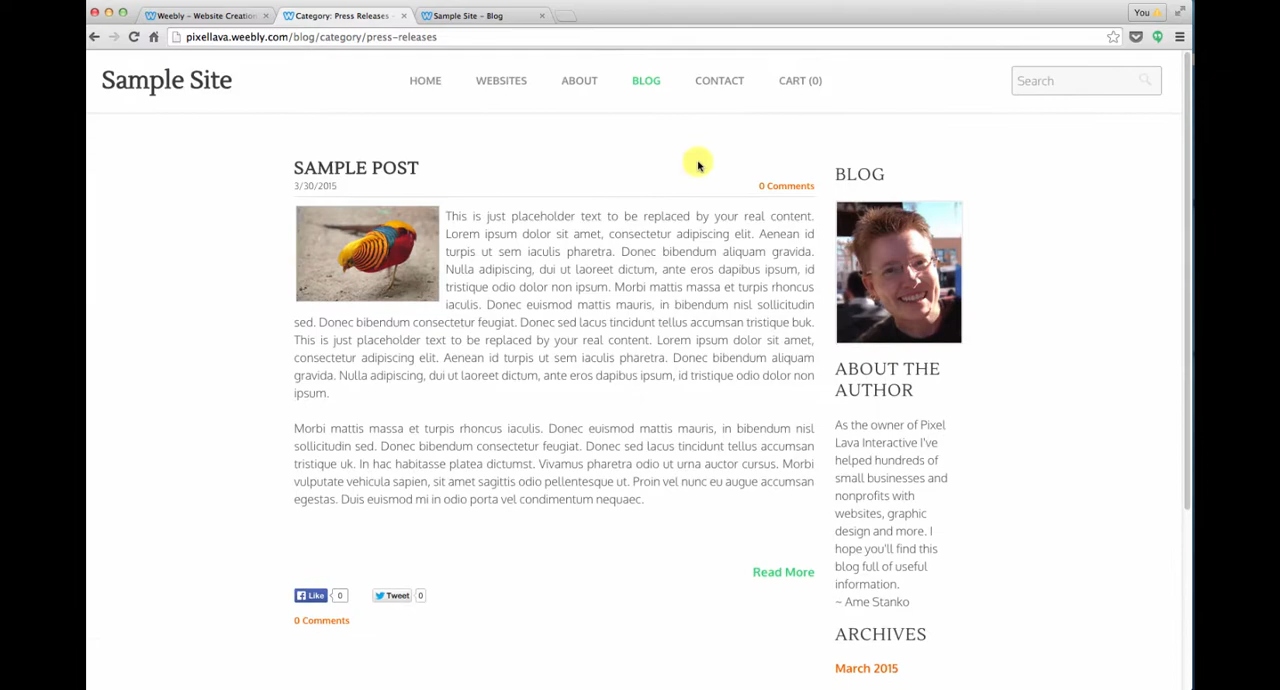 Weebly - Website Creation
Category: Press Releases -
Sample Site - Blog
You
pixellava.weebly.com/blog/category/press-releases
Sample Site
HOME
WEBSITES
ABOUT
BLOG
CONTACT
CART (0)
Search
SAMPLE POST
3/30/2015
0 Comments
This is just placeholder text to be replaced by your real content.
Lorem ipsum dolor sit amet, consectetur adipiscing elit. Aenean id
turpis ut sem iaculis pharetra. Donec bibendum aliquam gravida.
Nulla adipiscing, dui ut laoreet dictum, ante eros dapibus ipsum, id
tristique odio dolor non ipsum. Morbi mattis massa et turpis rhoncus
iaculis. Donec euismod mattis mauris, in bibendum nisl sollicitudin
sed. Donec bibendum consectetur feugiat. Donec sed lacus tincidunt tellus accumsan tristique buk.
This is just placeholder text to be replaced by your real content. Lorem ipsum dolor sit amet,
consectetur adipiscing elit. Aenean id turpis ut sem iaculis pharetra. Donec bibendum aliquam
gravida. Nulla adipiscing, dui ut laoreet dictum, ante eros dapibus ipsum, id tristique odio dolor non
ipsum.
Morbi mattis massa et turpis rhoncus iaculis. Donec euismod mattis mauris, in bibendum nisl
sollicitudin sed. Donec bibendum consectetur feugiat. Donec sed lacus tincidunt tellus accumsan
tristique uk. In hac habitasse platea dictumst. Vivamus pharetra odio ut urna auctor cursus. Morbi
vulputate vehicula sapien, sit amet sagittis odio pellentesque ut. Proin vel nunc eu augue accumsan
egestas. Duis euismod mi in odio porta vel condimentum nequaec.
Read More
Like 0
Tweet 0
0 Comments
BLOG
ABOUT THE
AUTHOR
As the owner of Pixel
Lava Interactive I've
helped hundreds of
small businesses and
nonprofits with
websites, graphic
design and more. I
hope you'll find this
blog full of useful
information.
~ Ame Stanko
ARCHIVES
March 2015